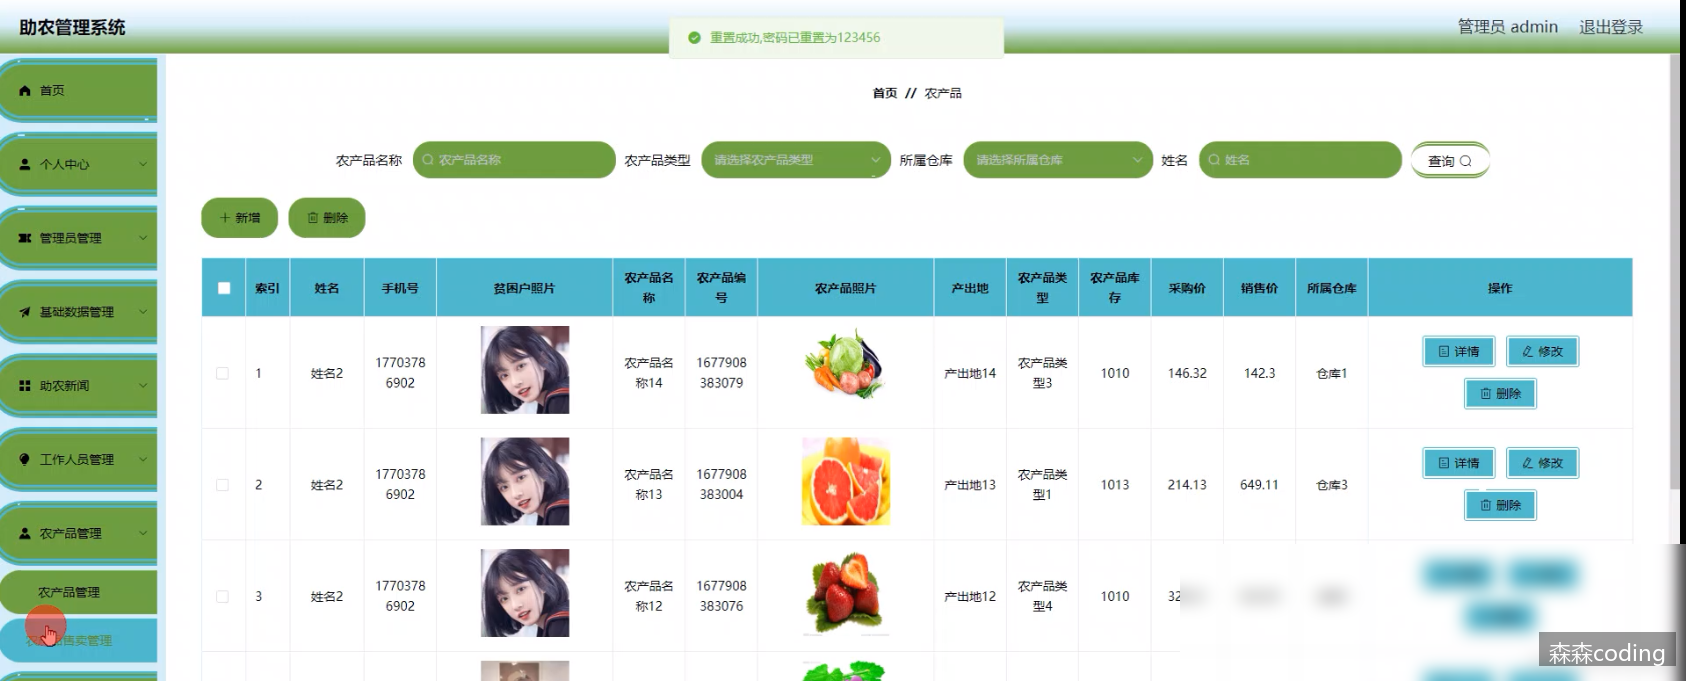 助农管理系统
重置成功,密码已重置为123456
管理员 admin 退出登录
首页
个人中心
管理员管理
基础数据管理
助农新闻
工作人员管理
农产品管理
农产品管理
售卖管理
首页 // 农产品
农产品名称 农产品名称 农产品类型 请选择农产品类型 所属仓库 请选择所属仓库 姓名 姓名 查询
新增 删除
索引 姓名 手机号 贫困户照片 农产品名称 农产品编号 农产品照片 产出地 农产品类型 农产品库存 采购价 销售价 所属仓库 操作
1 姓名2 17703786902 农产品名称14 1677908383079 产出地14 农产品类型3 1010 146.32 142.3 仓库1 详情 修改 删除
2 姓名2 17703786902 农产品名称13 1677908383004 产出地13 农产品类型1 1013 214.13 649.11 仓库3 详情 修改 删除
3 姓名2 17703786902 农产品名称12 1677908383076 产出地12 农产品类型4 1010
森森coding